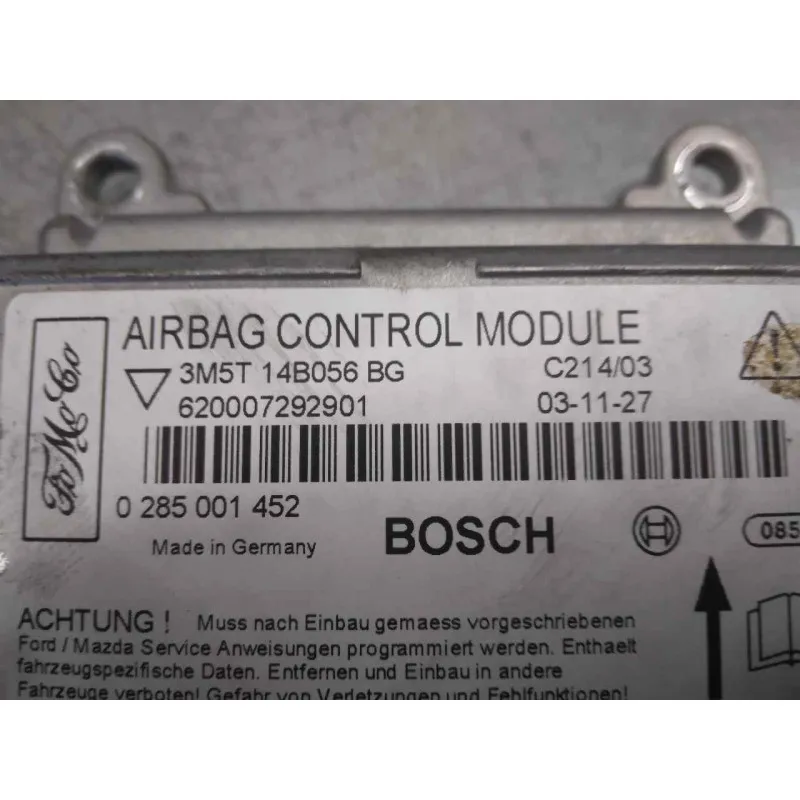 FoMoCo
AIRBAG CONTROL MODULE
3M5T 14B056 BG C214/03
620007292901 03-11-27
0 285 001 452
Made in Germany BOSCH 085
ACHTUNG ! Muss nach Einbau gemaess vorgeschriebenen
Ford / Mazda Service Anweisungen programmiert werden. Enthaelt
fahrzeugspezifische Daten. Entfernen und Einbau in andere
Fahrzeuge verboten! Gefahr von Verletzungen und Fehlfunktionen!